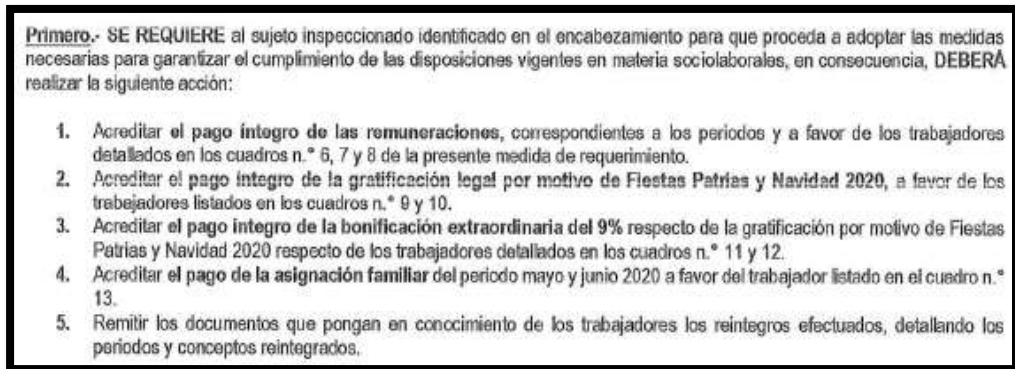 Primero.- SE REQUIERE al sujeto inspeccionado identificado en el encabezamiento para que proceda a adoptar las medidas
necesarias para garantizar el cumplimiento de las disposiciones vigentes en materia sociolaborales, en consecuencia, DEBERÁ
realizar la siguiente acción:
1. Acreditar el pago íntegro de las remuneraciones, correspondientes a los periodos y a favor de los trabajadores
detallados en los cuadros n.° 6, 7 y 8 de la presente medida de requerimiento.
2. Acreditar el pago íntegro de la gratificación legal por motivo de Fiestas Patrias y Navidad 2020, a favor de los
trabajadores listados en los cuadros n.° 9 y 10.
3. Acreditar el pago íntegro de la bonificación extraordinaria del 9% respecto de la gratificación por motivo de Fiestas
Patrias y Navidad 2020 respecto de los trabajadores detallados en los cuadros n.° 11 y 12.
4. Acreditar el pago de la asignación familiar del periodo mayo y junio 2020 a favor del trabajador listado en el cuadro n.°
13.
5. Remitir los documentos que pongan en conocimiento de los trabajadores los reintegros efectuados, detallando los
periodos y conceptos reintegrados.